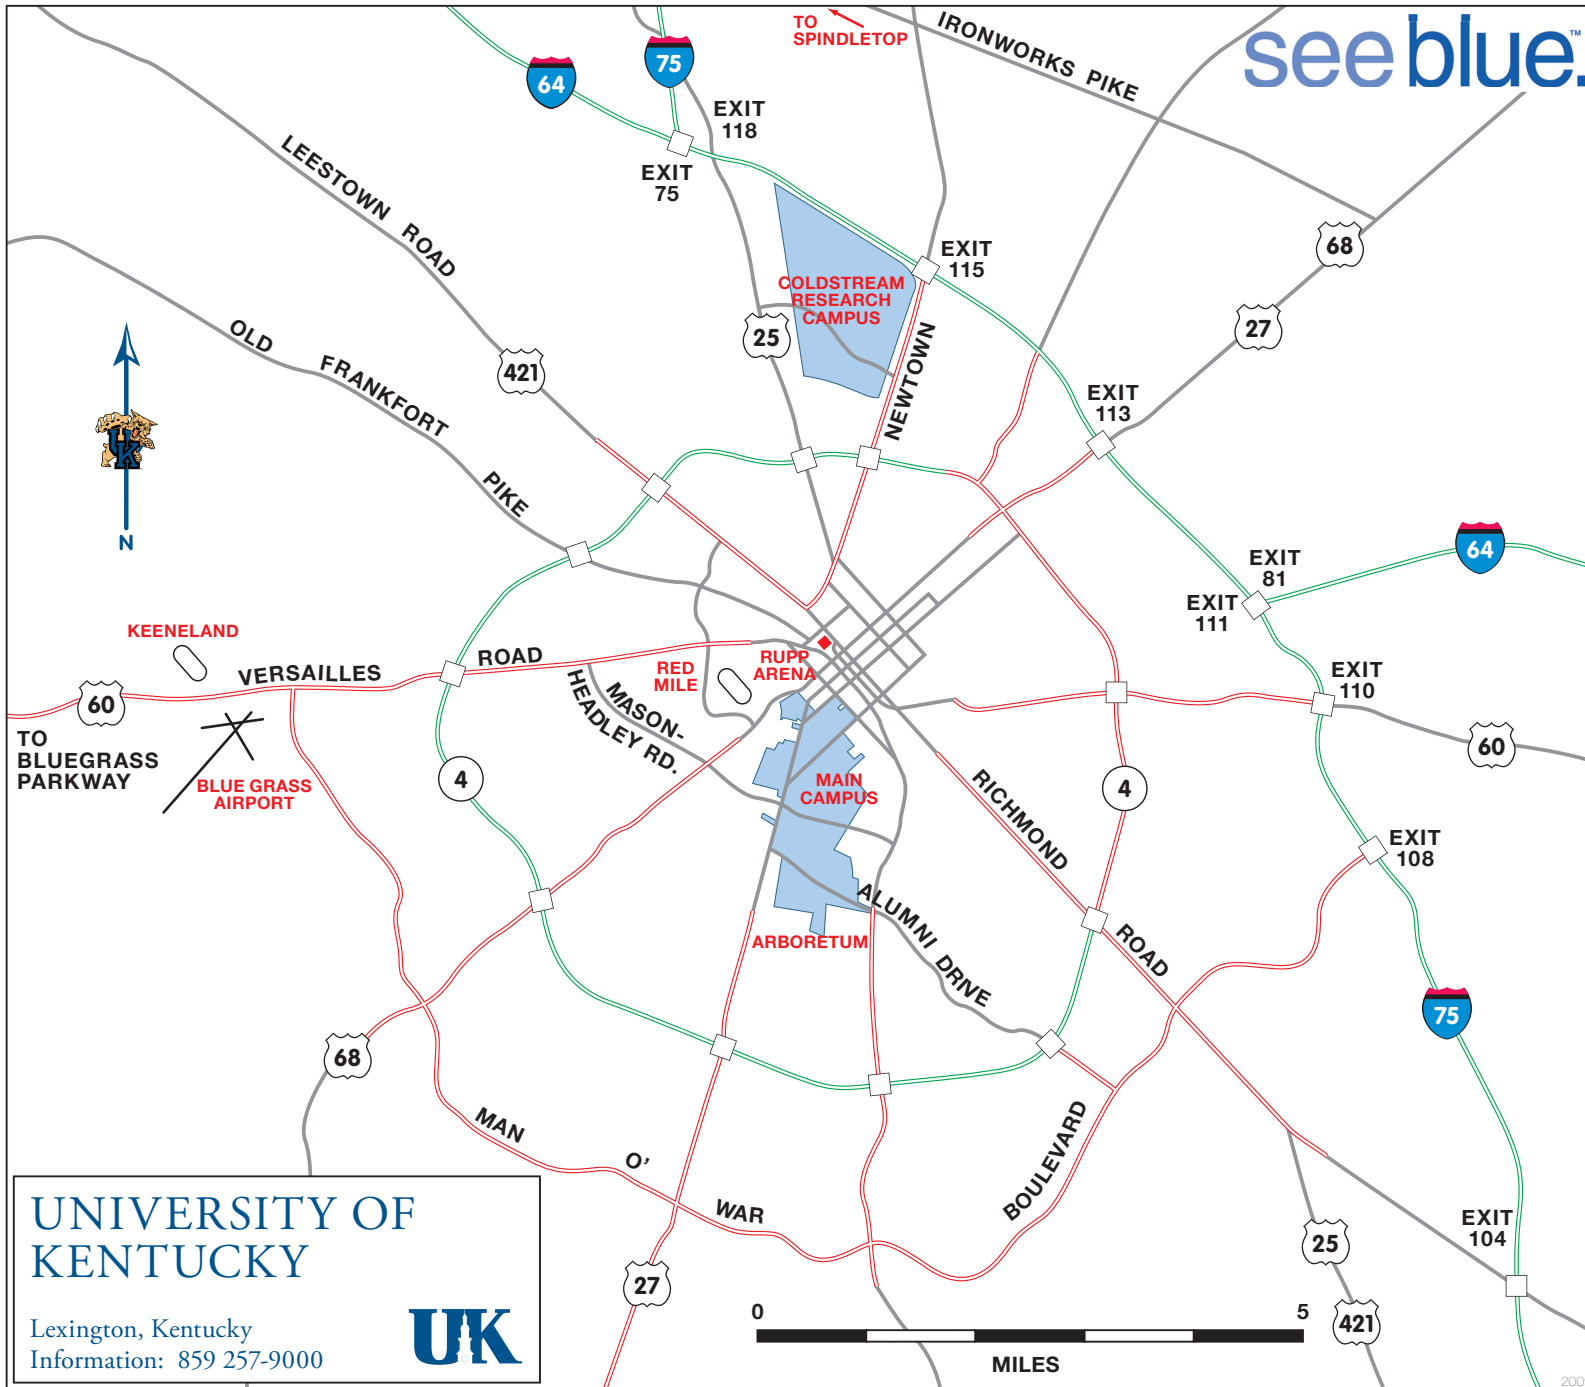 TO
SPINDLETOP
IRONWORKS PIKE
see blue.™
64
75
EXIT
118
EXIT
75
LEESTOWN ROAD
68
EXIT
115
COLDSTREAM
RESEARCH
CAMPUS
27
25
OLD FRANKFORT PIKE
421
NEWTOWN
EXIT
113
UK
N
64
EXIT
81
EXIT
111
KEENELAND
VERSAILLES ROAD
RED
MILE
RUPP
ARENA
EXIT
110
60
MASON-
HEADLEY RD.
TO
BLUEGRASS
PARKWAY
60
BLUE GRASS
AIRPORT
4
MAIN
CAMPUS
4
RICHMOND ROAD
EXIT
108
ALUMNI DRIVE
ARBORETUM
75
68
MAN O' WAR BOULEVARD
EXIT
104
25
27
421
UNIVERSITY OF
KENTUCKY
Lexington, Kentucky
Information: 859 257-9000
UK
0 5
MILES